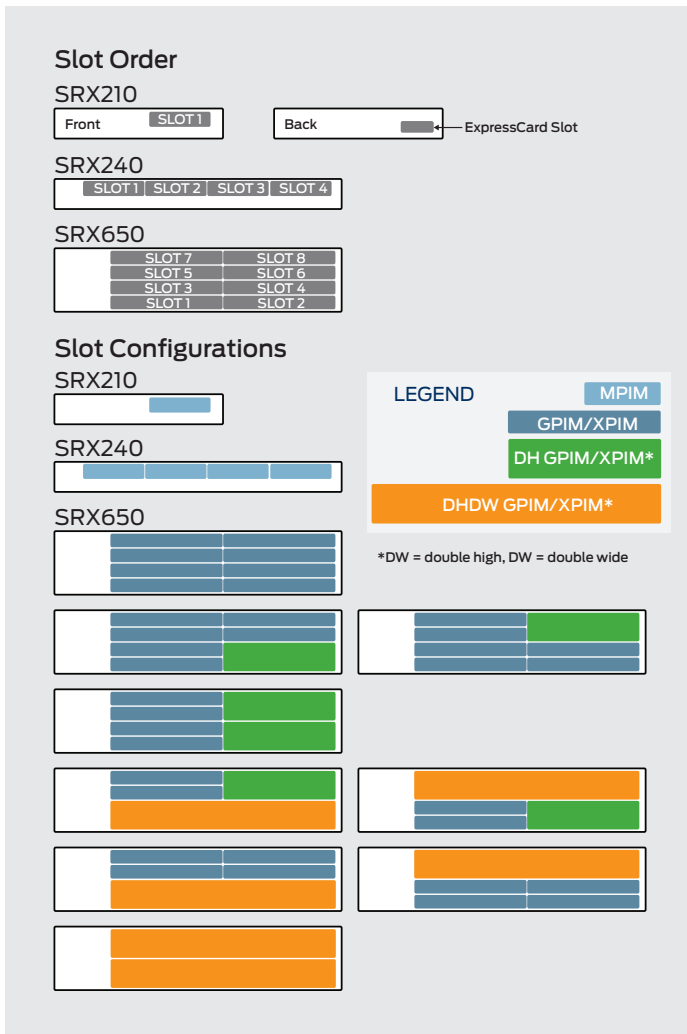 Slot Order
SRX210
Front SLOT 1
Back
ExpressCard Slot
SRX240
SLOT 1 SLOT 2 SLOT 3 SLOT 4
SRX650
SLOT 7 SLOT 8
SLOT 5 SLOT 6
SLOT 3 SLOT 4
SLOT 1 SLOT 2
Slot Configurations
SRX210
LEGEND MPIM
GPIM/XPIM
DH GPIM/XPIM*
DHDW GPIM/XPIM*
*DW = double high, DW = double wide
SRX240
SRX650